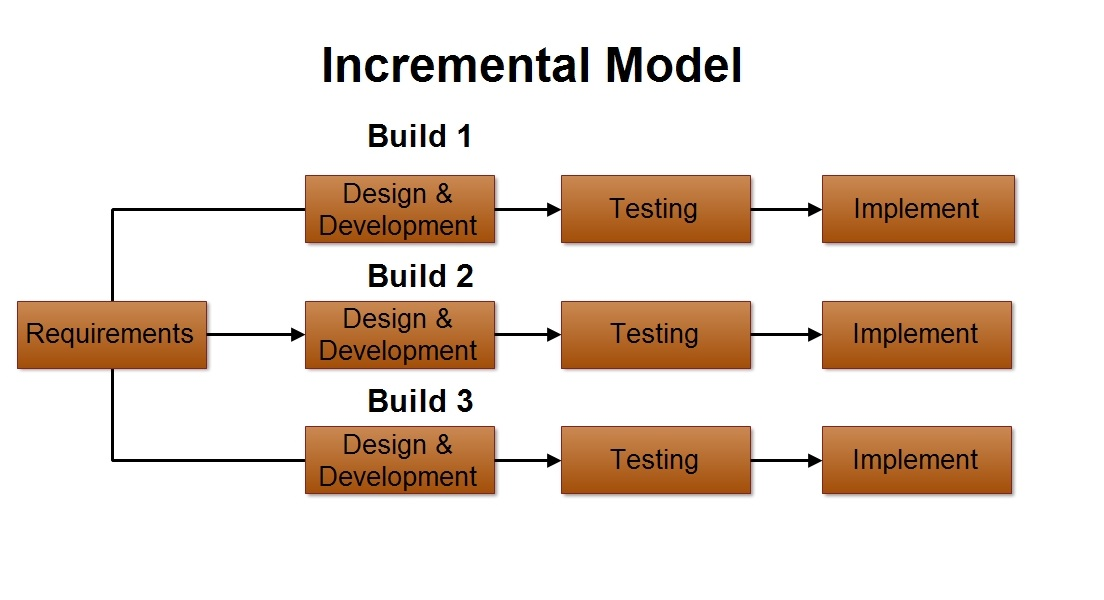 Incremental Model
Build 1
Design &
Development
Testing
Implement
Build 2
Requirements
Design &
Development
Testing
Implement
Build 3
Design &
Development
Testing
Implement